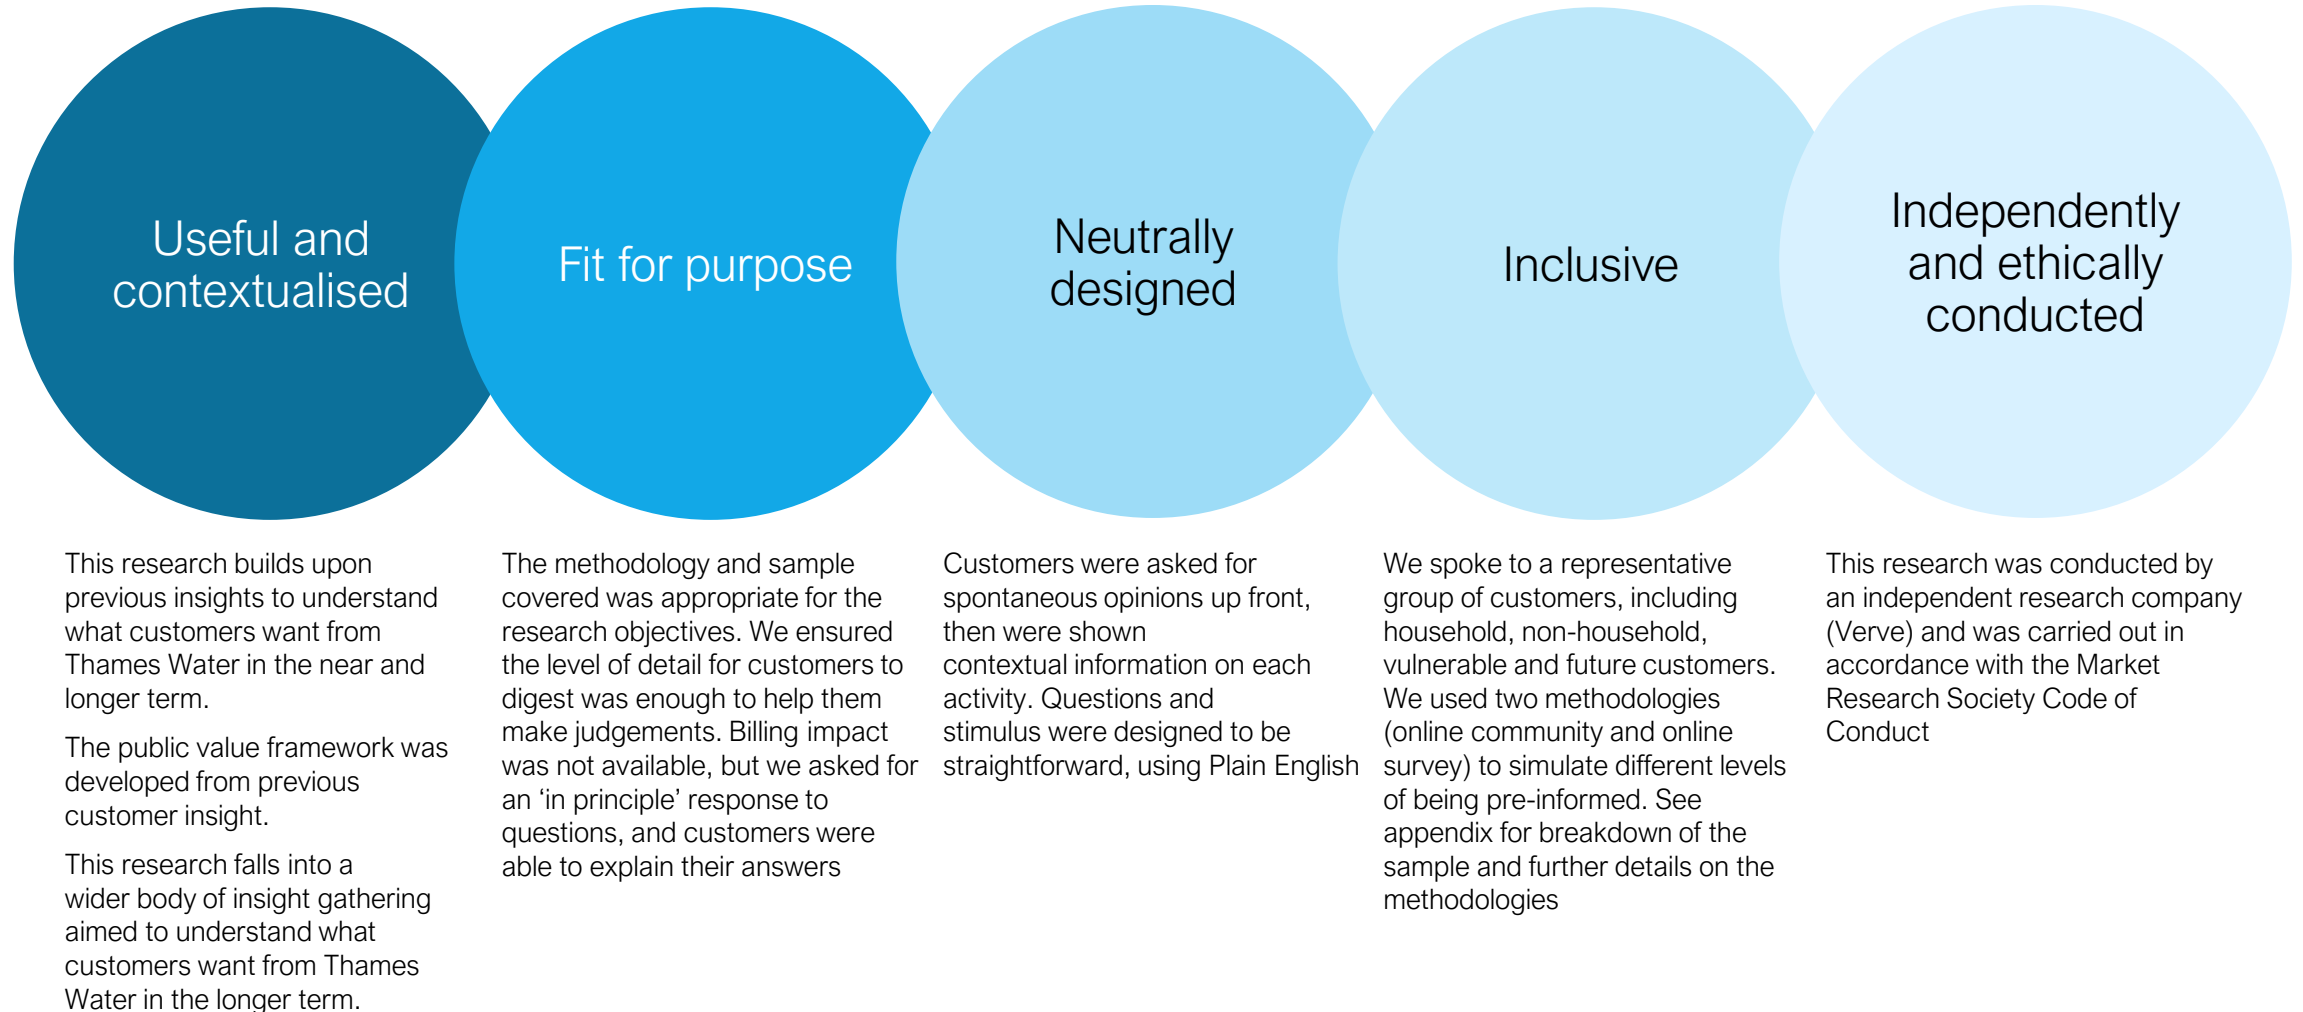 Useful and
contextualised
Fit for purpose
Neutrally
designed
Inclusive
Independently
and ethically
conducted
This research builds upon
previous insights to understand
what customers want from
Thames Water in the near and
longer term.
The public value framework was
developed from previous
customer insight.
This research falls into a
wider body of insight gathering
aimed to understand what
customers want from Thames
Water in the longer term.
The methodology and sample
covered was appropriate for the
research objectives. We ensured
the level of detail for customers to
digest was enough to help them
make judgements. Billing impact
was not available, but we asked for
an ‘in principle’ response to
questions, and customers were
able to explain their answers
Customers were asked for
spontaneous opinions up front,
then were shown
contextual information on each
activity. Questions and
stimulus were designed to be
straightforward, using Plain English
We spoke to a representative
group of customers, including
household, non-household,
vulnerable and future customers.
We used two methodologies
(online community and online
survey) to simulate different levels
of being pre-informed. See
appendix for breakdown of the
sample and further details on the
methodologies
This research was conducted by
an independent research company
(Verve) and was carried out in
accordance with the Market
Research Society Code of
Conduct